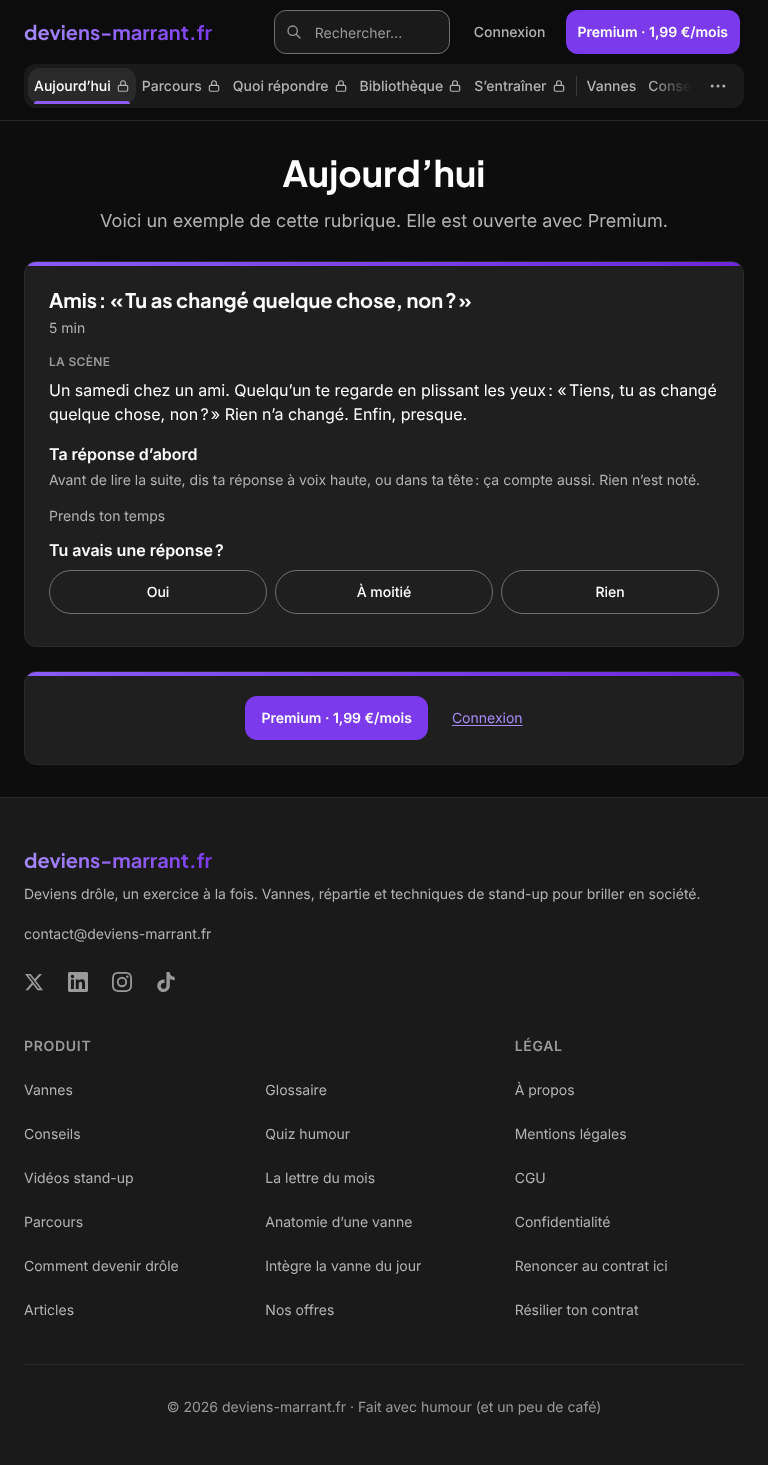 deviens-marrant.fr
Rechercher...
Connexion
Premium · 1,99 €/mois
Aujourd’hui
Parcours
Quoi répondre
Bibliothèque
S’entraîner
Vannes
Conse
Aujourd’hui
Voici un exemple de cette rubrique. Elle est ouverte avec Premium.
Amis : « Tu as changé quelque chose, non ? »
5 min
LA SCÈNE
Un samedi chez un ami. Quelqu’un te regarde en plissant les yeux : « Tiens, tu as changé
quelque chose, non ? » Rien n’a changé. Enfin, presque.
Ta réponse d’abord
Avant de lire la suite, dis ta réponse à voix haute, ou dans ta tête : ça compte aussi. Rien n’est noté.
Prends ton temps
Tu avais une réponse ?
Oui
À moitié
Rien
Premium · 1,99 €/mois
Connexion
deviens-marrant.fr
Deviens drôle, un exercice à la fois. Vannes, répartie et techniques de stand-up pour briller en société.
contact@deviens-marrant.fr
PRODUIT
Vannes
Conseils
Vidéos stand-up
Parcours
Comment devenir drôle
Articles
Glossaire
Quiz humour
La lettre du mois
Anatomie d’une vanne
Intègre la vanne du jour
Nos offres
LÉGAL
À propos
Mentions légales
CGU
Confidentialité
Renoncer au contrat ici
Résilier ton contrat
© 2026 deviens-marrant.fr · Fait avec humour (et un peu de café)